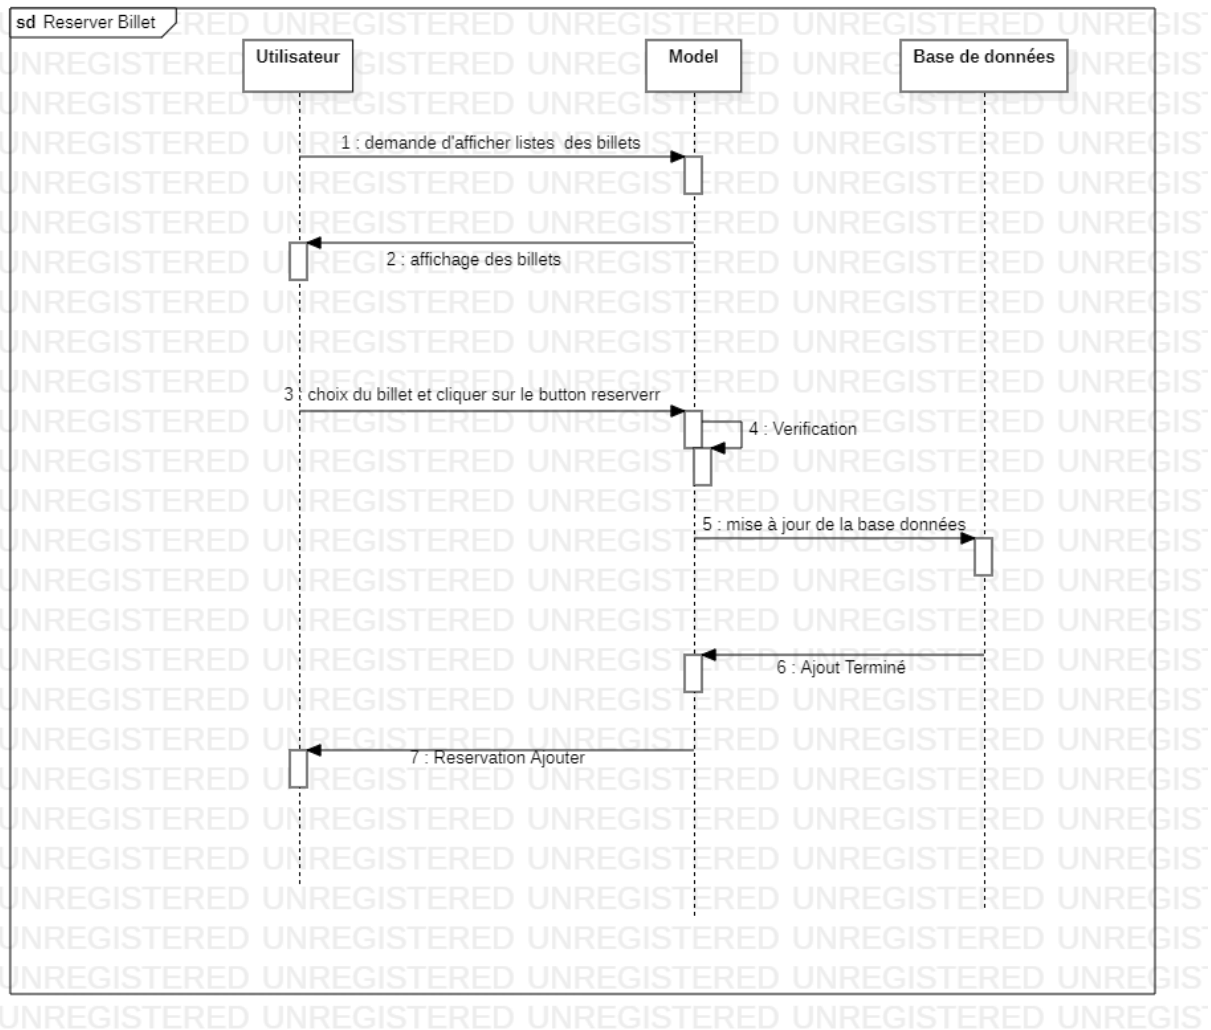 sd Reserver Billet
Utilisateur
Model
Base de données
1 : demande d'afficher listes des billets
2 : affichage des billets
3 : choix du billet et cliquer sur le button reserverr
4 : Verification
5 : mise à jour de la base données
6 : Ajout Terminé
7 : Reservation Ajouter
UNREGISTERED